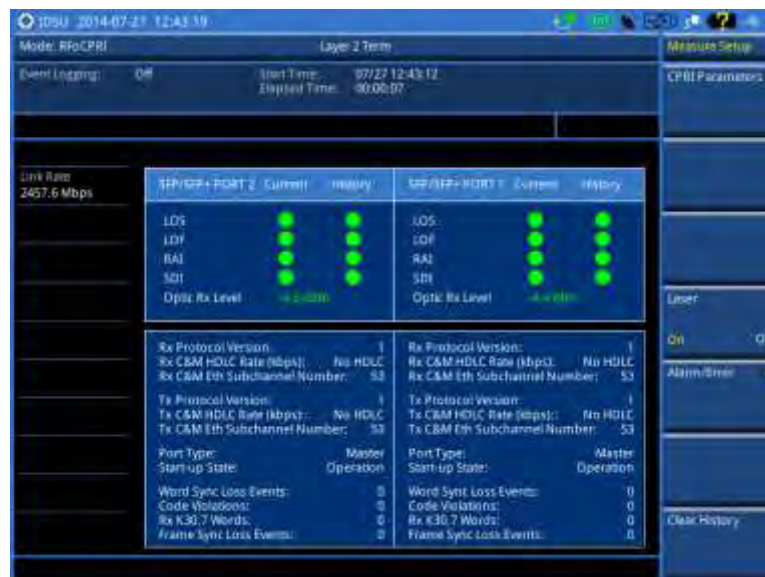 JDSU 2014-07-27 12:43:19
Mode: RFoCPRI Layer 2 Term Measure Setup
Event Logging: Off Start Time: 07/27 12:43:12
Elapsed Time: 00:00:07
CPRI Parameters
Link Rate
2457.6 Mbps
SFP/SFP+ PORT 2 Current History
LOS
LOF
RAI
SDI
Optic Rx Level
SFP/SFP+ PORT 1 Current History
LOS
LOF
RAI
SDI
Optic Rx Level
Rx Protocol Version: 1
Rx C&M HDLC Rate (kbps): No HDLC
Rx C&M Eth Subchannel Number: 53
Tx Protocol Version: 1
Tx C&M HDLC Rate (kbps): No HDLC
Tx C&M Eth Subchannel Number: 53
Port Type: Master
Start-up State: Operation
Word Sync Loss Events: 0
Code Violations: 0
Rx K30.7 Words: 0
Frame Sync Loss Events: 0
Rx Protocol Version: 1
Rx C&M HDLC Rate (kbps): No HDLC
Rx C&M Eth Subchannel Number: 53
Tx Protocol Version: 1
Tx C&M HDLC Rate (kbps): No HDLC
Tx C&M Eth Subchannel Number: 53
Port Type: Master
Start-up State: Operation
Word Sync Loss Events: 0
Code Violations: 0
Rx K30.7 Words: 0
Frame Sync Loss Events: 0
Laser
On O
Alarm/Error
Clear History